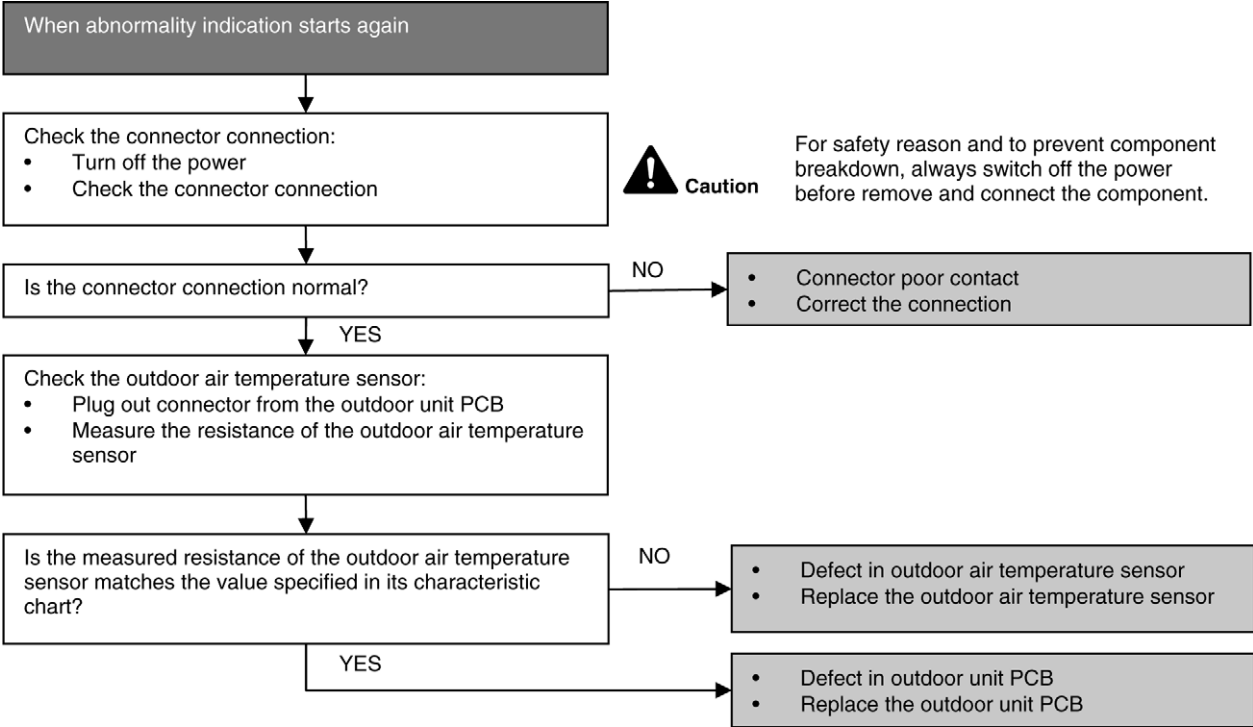 When abnormality indication starts again
Check the connector connection:
• Turn off the power
• Check the connector connection
Caution
For safety reason and to prevent component
breakdown, always switch off the power
before remove and connect the component.
Is the connector connection normal?
NO
• Connector poor contact
• Correct the connection
YES
Check the outdoor air temperature sensor:
• Plug out connector from the outdoor unit PCB
• Measure the resistance of the outdoor air temperature
sensor
Is the measured resistance of the outdoor air temperature
sensor matches the value specified in its characteristic
chart?
NO
• Defect in outdoor air temperature sensor
• Replace the outdoor air temperature sensor
YES
• Defect in outdoor unit PCB
• Replace the outdoor unit PCB